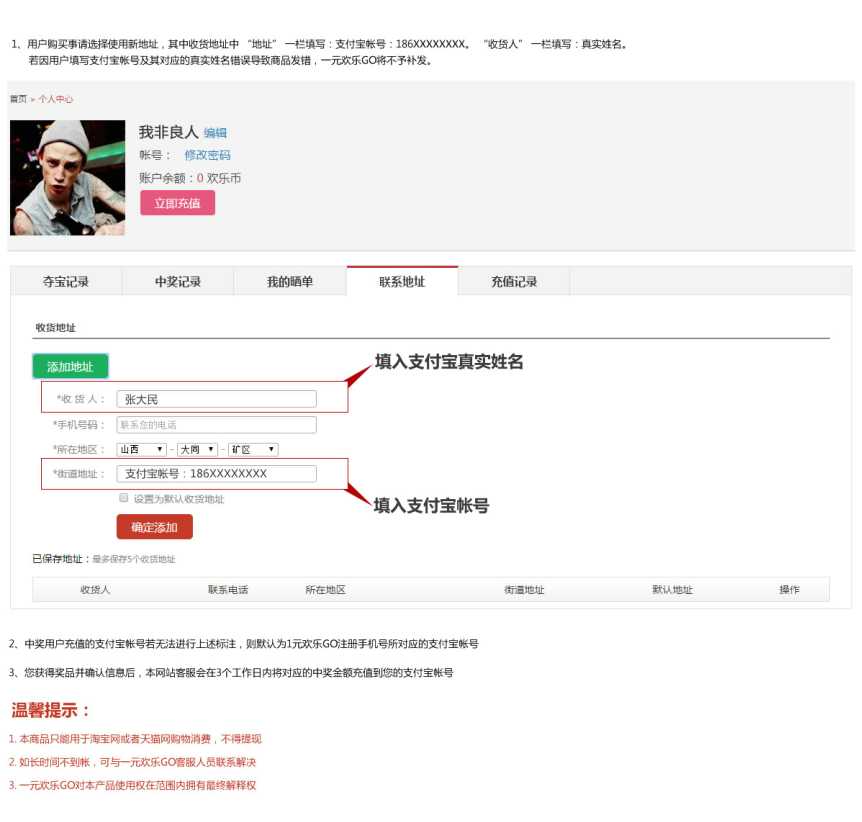 1、用户购买事请选择使用新地址，其中收货地址中 “地址” 一栏填写：支付宝帐号：186XXXXXXXX。 “收货人” 一栏填写：真实姓名。
若因用户填写支付宝帐号及其对应的真实姓名错误导致商品发错，一元欢乐GO将不予补发。
首页 > 个人中心
我非良人 编辑
帐号： 修改密码
账户余额：0 欢乐币
立即充值
夺宝记录 中奖记录 我的晒单 联系地址 充值记录
收货地址
添加地址
填入支付宝真实姓名
*收 货 人： 张大民
*手机号码： 联系您的电话
*所在地区： 山西 - 大同 - 矿区
*街道地址： 支付宝帐号：186XXXXXXXX
设置为默认收货地址
填入支付宝帐号
确定添加
已保存地址：最多保存5个收货地址
收货人 联系电话 所在地区 街道地址 默认地址 操作
2、中奖用户充值的支付宝帐号若无法进行上述标注，则默认为1元欢乐GO注册手机号所对应的支付宝帐号
3、您获得奖品并确认信息后，本网站客服会在3个工作日内将对应的中奖金额充值到您的支付宝帐号
温馨提示：
1. 本商品只能用于淘宝网或者天猫网购物消费，不得提现
2. 如长时间不到帐，可与一元欢乐GO客服人员联系解决
3. 一元欢乐GO对本产品使用权在范围内拥有最终解释权